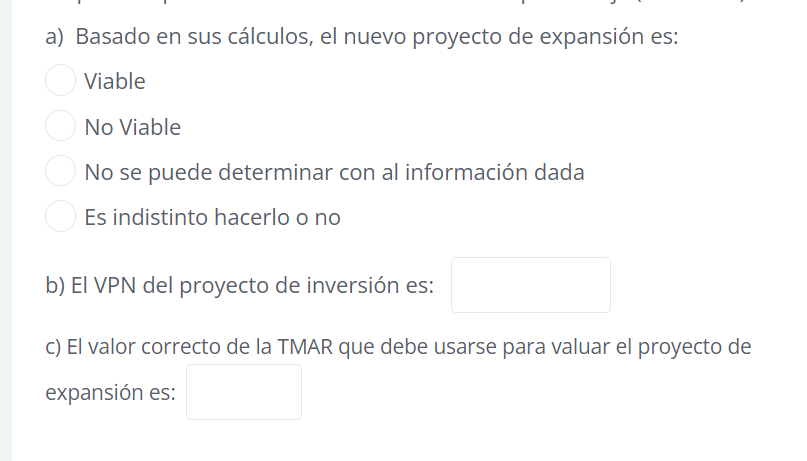 a) Basado en sus cálculos, el nuevo proyecto de expansión es:
Viable
No Viable
No se puede determinar con al información dada
Es indistinto hacerlo o no
b) El VPN del proyecto de inversión es:
c) El valor correcto de la TMAR que debe usarse para valuar el proyecto de
expansión es: